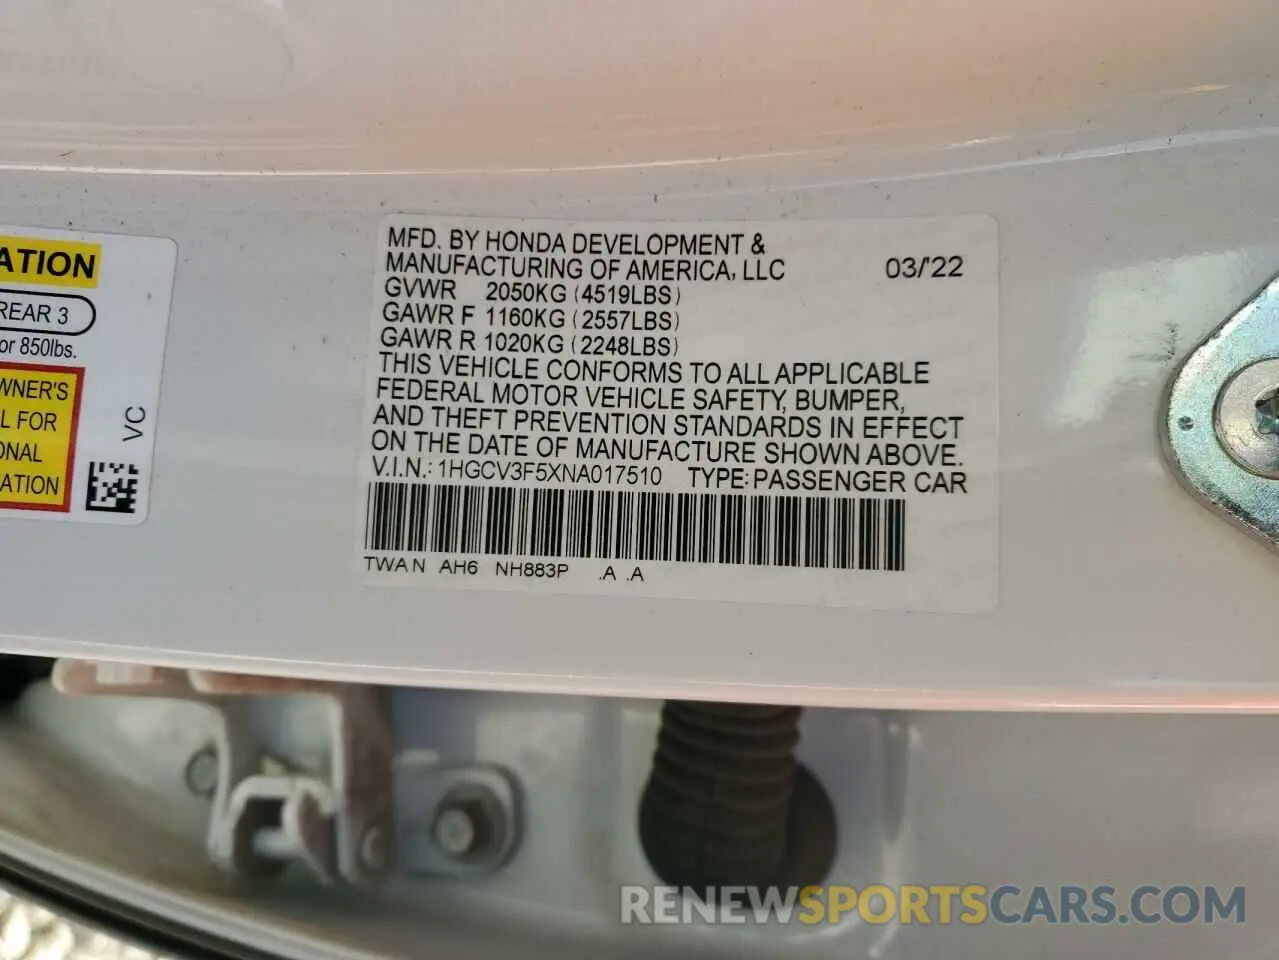 ATION
REAR 3
or 850lbs.
WNER'S
L FOR
ONAL
ATION
VC
MFD. BY HONDA DEVELOPMENT &
MANUFACTURING OF AMERICA, LLC 03/'22
GVWR 2050KG (4519LBS)
GAWR F 1160KG (2557LBS)
GAWR R 1020KG (2248LBS)
THIS VEHICLE CONFORMS TO ALL APPLICABLE
FEDERAL MOTOR VEHICLE SAFETY, BUMPER,
AND THEFT PREVENTION STANDARDS IN EFFECT
ON THE DATE OF MANUFACTURE SHOWN ABOVE.
V.I.N.: 1HGCV3F5XNA017510 TYPE: PASSENGER CAR
TWA N AH6 NH883P .A .A
RENEWSPORTSCARS.COM